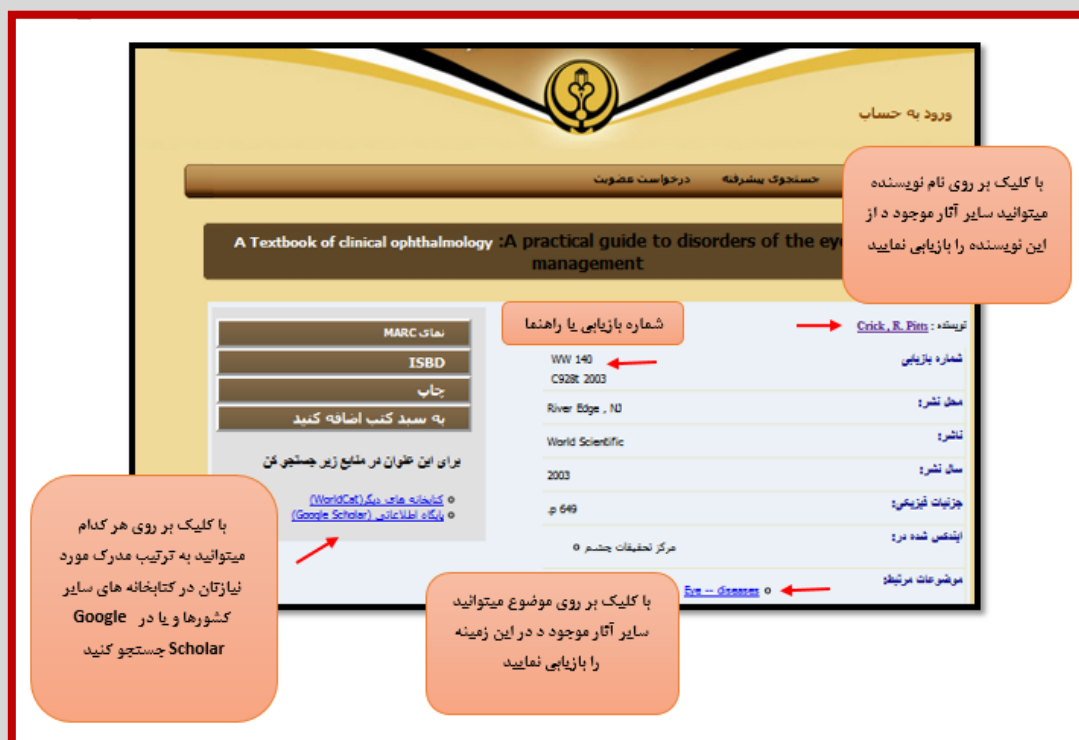 ورود به حساب
جستجوی پیشرفته درخواست عضویت
A Textbook of clinical ophthalmology :A practical guide to disorders of the
management
با کلیک بر روی نام نویسنده
میتوانید سایر آثار موجود د از
این نویسنده را بازیابی نمایید
شماره بازیابی یا راهنما
نویسنده : Crick , R. Pitts
شماره بازیابی
WW 140
C928t 2003
محل نشر:
River Edge , NJ
ناشر:
World Scientific
سال نشر:
2003
جزئیات فیزیکی:
.p 649
ایندکس شده در:
مرکز تحقیقات چشم
موضوعات مرتبط:
Eye -- diseases
نمای MARC
ISBD
چاپ
به سبد کتب اضافه کنید
برای این عنوان در منابع زیر جستجو کن
کتابخانه های دیگر(WorldCat)
پایگاه اطلاعاتی (Google Scholar)
با کلیک بر روی هر کدام
میتوانید به ترتیب مدرک مورد
نیازتان در کتابخانه های سایر
کشورها و یا در Google
Scholar جستجو کنید
با کلیک بر روی موضوع میتوانید
سایر آثار موجود د در این زمینه
را بازیابی نمایید